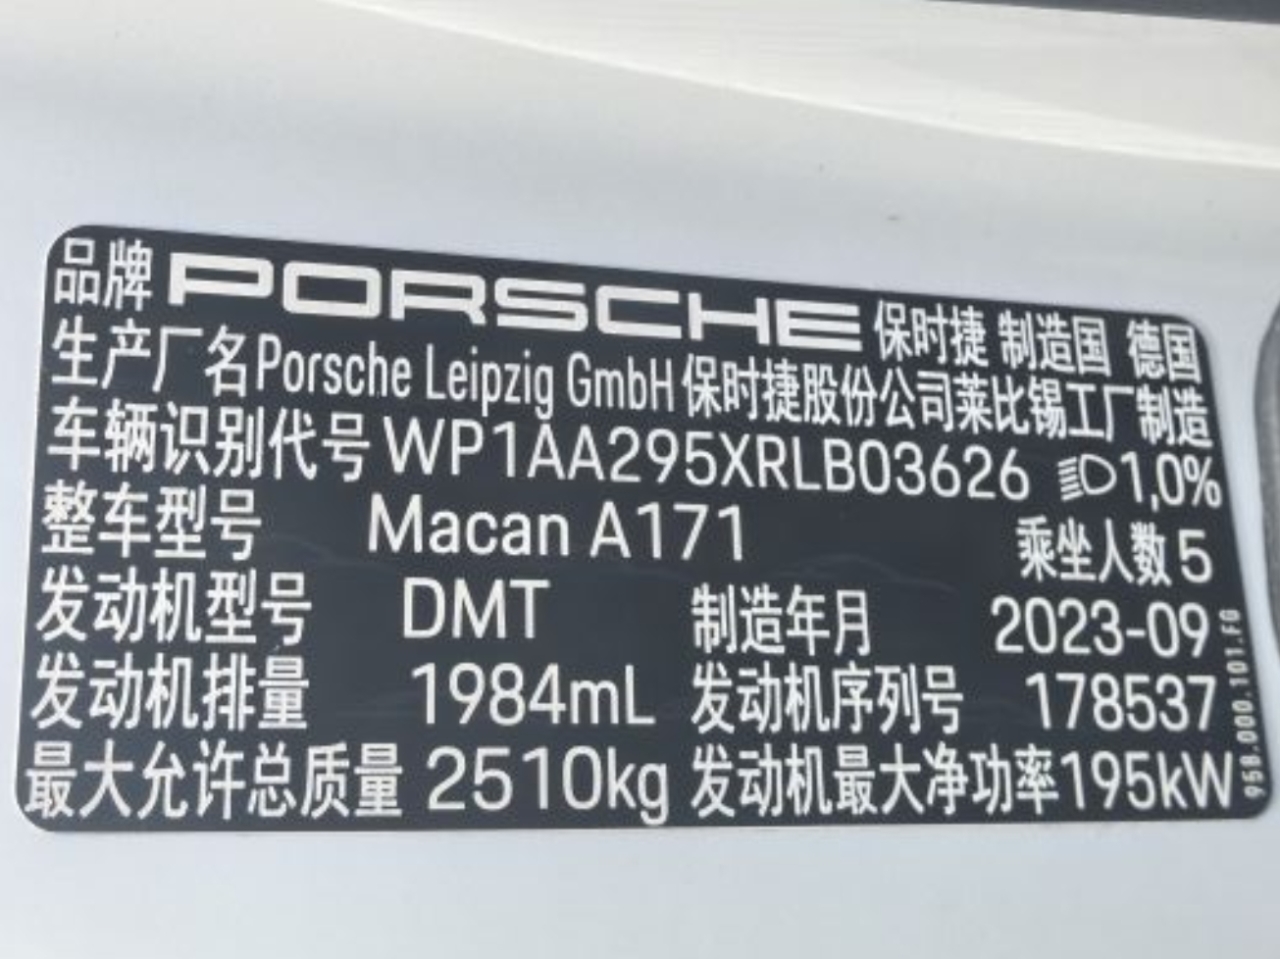 品牌 PORSCHE 保时捷 制造国 德国
生产厂名 Porsche Leipzig GmbH 保时捷股份公司莱比锡工厂制造
车辆识别代号 WP1AA295XRLB03626 1,0%
整车型号 Macan A171 乘坐人数 5
发动机型号 DMT 制造年月 2023-09
发动机排量 1984mL 发动机序列号 178537
最大允许总质量 2510kg 发动机最大净功率 195kW
95B.000.101.FG